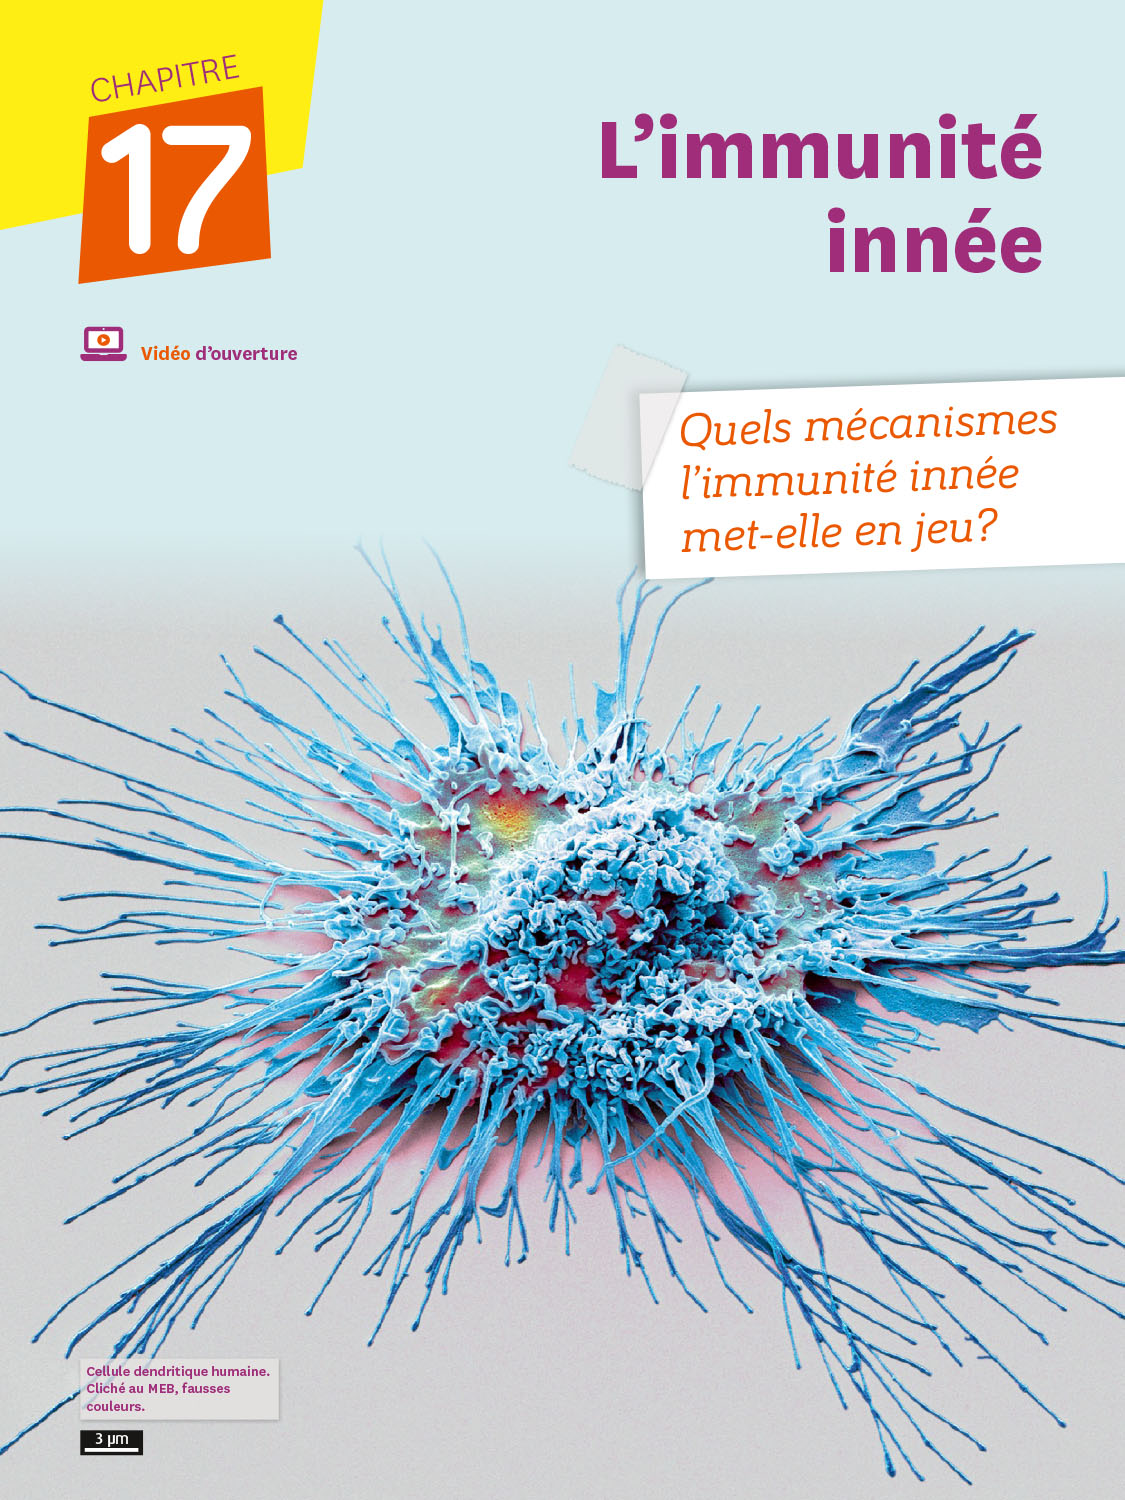 CHAPITRE
17
L’immunité
innée
Vidéo d’ouverture
Quels mécanismes
l’immunité innée
met-elle en jeu?
Cellule dendritique humaine.
Cliché au MEB, fausses
couleurs.
3 µm